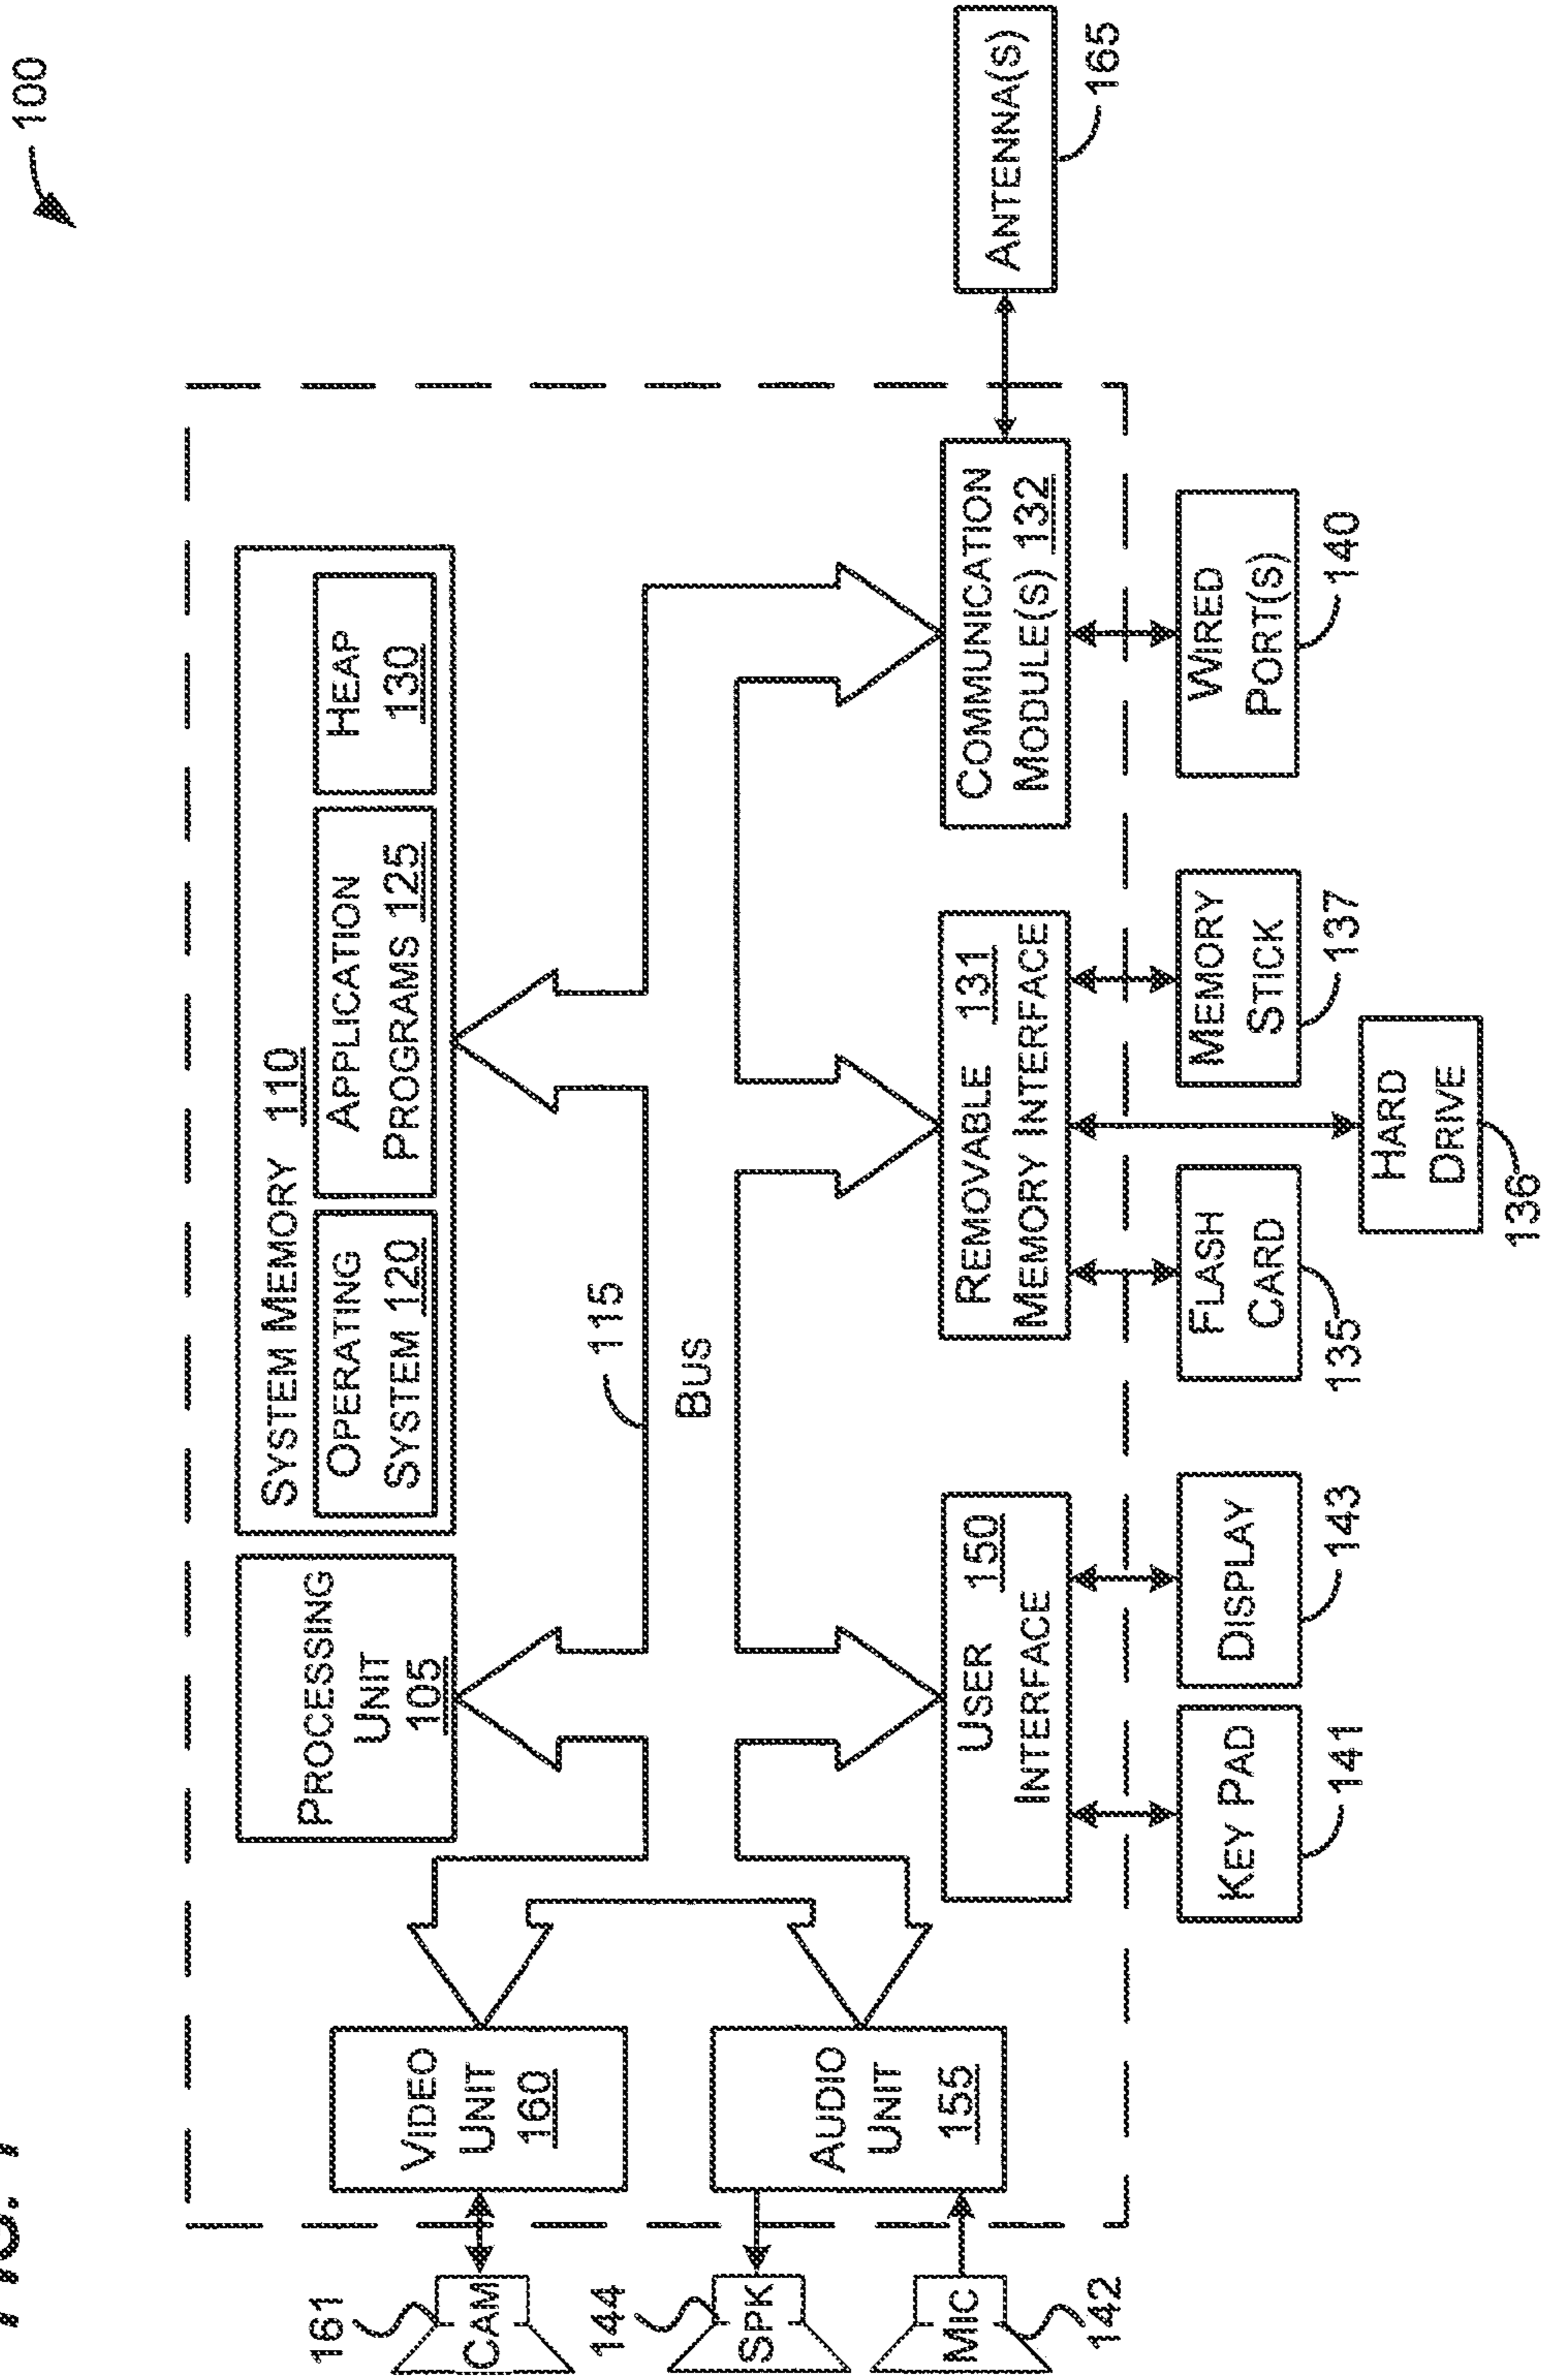 100
SYSTEM MEMORY 110
OPERATING
SYSTEM 120
APPLICATION
PROGRAMS 125
HEAP
130
PROCESSING
UNIT
105
VIDEO
UNIT
160
161
CAM
115
BUS
AUDIO
UNIT
155
144
SPK
MIC
142
USER 150
INTERFACE
REMOVABLE 131
MEMORY INTERFACE
COMMUNICATION
MODULE(S) 132
ANTENNA(S)
165
KEY PAD
141
DISPLAY
143
FLASH
CARD
135
HARD
DRIVE
136
MEMORY
STICK
137
WIRED
PORT(S)
140